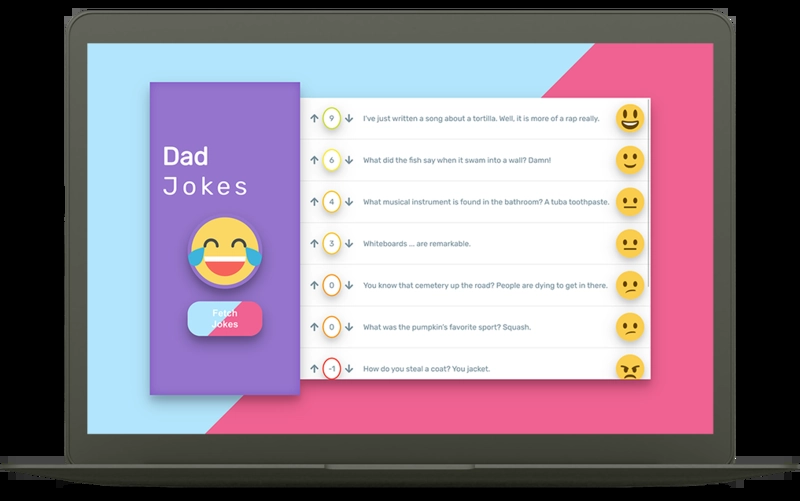 Dad
Jokes
Fetch
Jokes
9 I've just written a song about a tortilla. Well, it is more of a rap really.
6 What did the fish say when it swam into a wall? Damn!
4 What musical instrument is found in the bathroom? A tuba toothpaste.
3 Whiteboards ... are remarkable.
0 You know that cemetery up the road? People are dying to get in there.
0 What was the pumpkin's favorite sport? Squash.
-1 How do you steal a coat? You jacket.